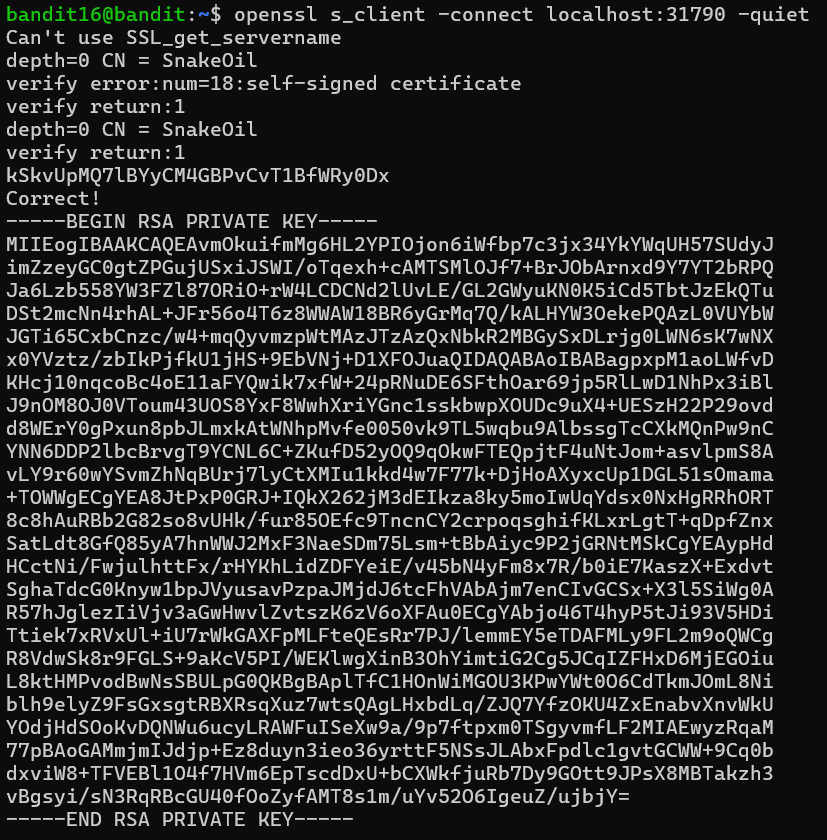 bandit16@bandit:~$ openssl s_client -connect localhost:31790 -quiet
Can't use SSL_get_servername
depth=0 CN = SnakeOil
verify error:num=18:self-signed certificate
verify return:1
depth=0 CN = SnakeOil
verify return:1
kSkvUpMQ7lBYyCM4GBPvCvT1BfWRy0Dx
Correct!
-----BEGIN RSA PRIVATE KEY-----
MIIEogIBAAKCAQEAvmOkuifmMg6HL2YPIOjon6iWfbp7c3jx34YkYWqUH57SUdyJ
imZzeyGC0gtZPGujUSxiJSWI/oTqexh+cAMTSMlOJf7+BrJObArnxd9Y7YT2bRPQ
Ja6Lzb558YW3FZl87ORiO+rW4LCDCNd2lUvLE/GL2GWyuKN0K5iCd5TbtJzEkQTu
DSt2mcNn4rhAL+JFr56o4T6z8WWAW18BR6yGrMq7Q/kALHYW3OekePQAzL0VUYbW
JGTi65CxbCnzc/w4+mqQyvmzpWtMAzJTzAzQxNbkR2MBGySxDLrjg0LWN6sK7wNX
x0YVztz/zbIkPjfkU1jHS+9EbVNj+D1XFOJuaQIDAQABAoIBABagpxpM1aoLWfvD
KHcj10nqcoBc4oE11aFYQwik7xfW+24pRNuDE6SFthOar69jp5RlLwD1NhPx3iBl
J9nOM8OJ0VToum43UOS8YxF8WwhXriYGnc1sskbwpXOUDc9uX4+UESzH22P29ovd
d8WErY0gPxun8pbJLmxkAtWNhpMvfe0050vk9TL5wqbu9AlbssgTcCXkMQnPw9nC
YNN6DDP2lbcBrvgT9YCNL6C+ZKufD52yOQ9qOkwFTEQpjtF4uNtJom+asvlpmS8A
vLY9r60wYSvmZhNqBUrj7lyCtXMIu1kkd4w7F77k+DjHoAXyxcUp1DGL51sOmama
+TOWWgECgYEA8JtPxP0GRJ+IQkX262jM3dEIkza8ky5moIwUqYdsx0NxHgRRhORT
8c8hAuRBb2G82so8vUHk/fur85OEfc9TncnCY2crpoqsghifKLxrLgtT+qDpfZnx
SatLdt8GfQ85yA7hnWWJ2MxF3NaeSDm75Lsm+tBbAiyc9P2jGRNtMSkCgYEAypHd
HCctNi/FwjulhttFx/rHYKhLidZDFYeiE/v45bN4yFm8x7R/b0iE7KaszX+Exdvt
SghaTdcG0Knyw1bpJVyusavPzpaJMjdJ6tcFhVAbAjm7enCIvGCSx+X3l5SiWg0A
R57hJglezIiVjv3aGwHwvlZvtszK6zV6oXFAu0ECgYAbjo46T4hyP5tJi93V5HDi
Ttiek7xRVxUl+iU7rWkGAXFpMLFteQEsRr7PJ/lemmEY5eTDAFMLy9FL2m9oQWCg
R8VdwSk8r9FGLS+9aKcV5PI/WEKlwgXinB3OhYimtiG2Cg5JCqIZFHxD6MjEGOiu
L8ktHMPvodBwNsSBULpG0QKBgBAplTfC1HOnWiMGOU3KPwYWt0O6CdTkmJOmL8Ni
blh9elyZ9FsGxsgtRBXRsqXuz7wtsQAgLHxbdLq/ZJQ7YfzOKU4ZxEnabvXnvWkU
YOdjHdSOoKvDQNWu6ucyLRAWFuISeXw9a/9p7ftpxm0TSgyvmfLF2MIAEwyzRqaM
77pBAoGAMmjmIJdjp+Ez8duyn3ieo36yrttF5NSsJLAbxFpdlc1gvtGCWW+9Cq0b
dxviW8+TFVEBl1O4f7HVm6EpTscdDxU+bCXWkfjuRb7Dy9GOtt9JPsX8MBTakzh3
vBgsyi/sN3RqRBcGU40fOoZyfAMT8s1m/uYv52O6IgeuZ/ujbjY=
-----END RSA PRIVATE KEY-----